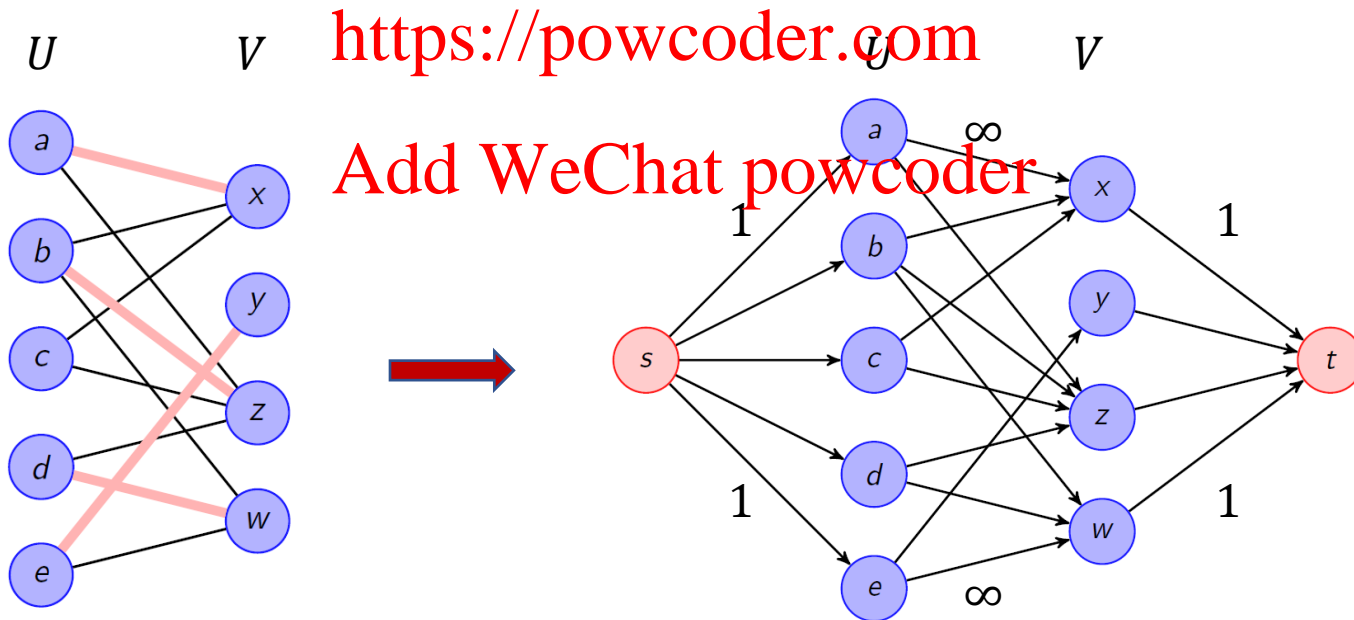 https://powcoder.com
U V U V
Add WeChat powcoder
a
x
b
y
c
z
d
w
e
a
∞
x
1
1
b
y
s
c
t
z
d
1
1
w
e
∞